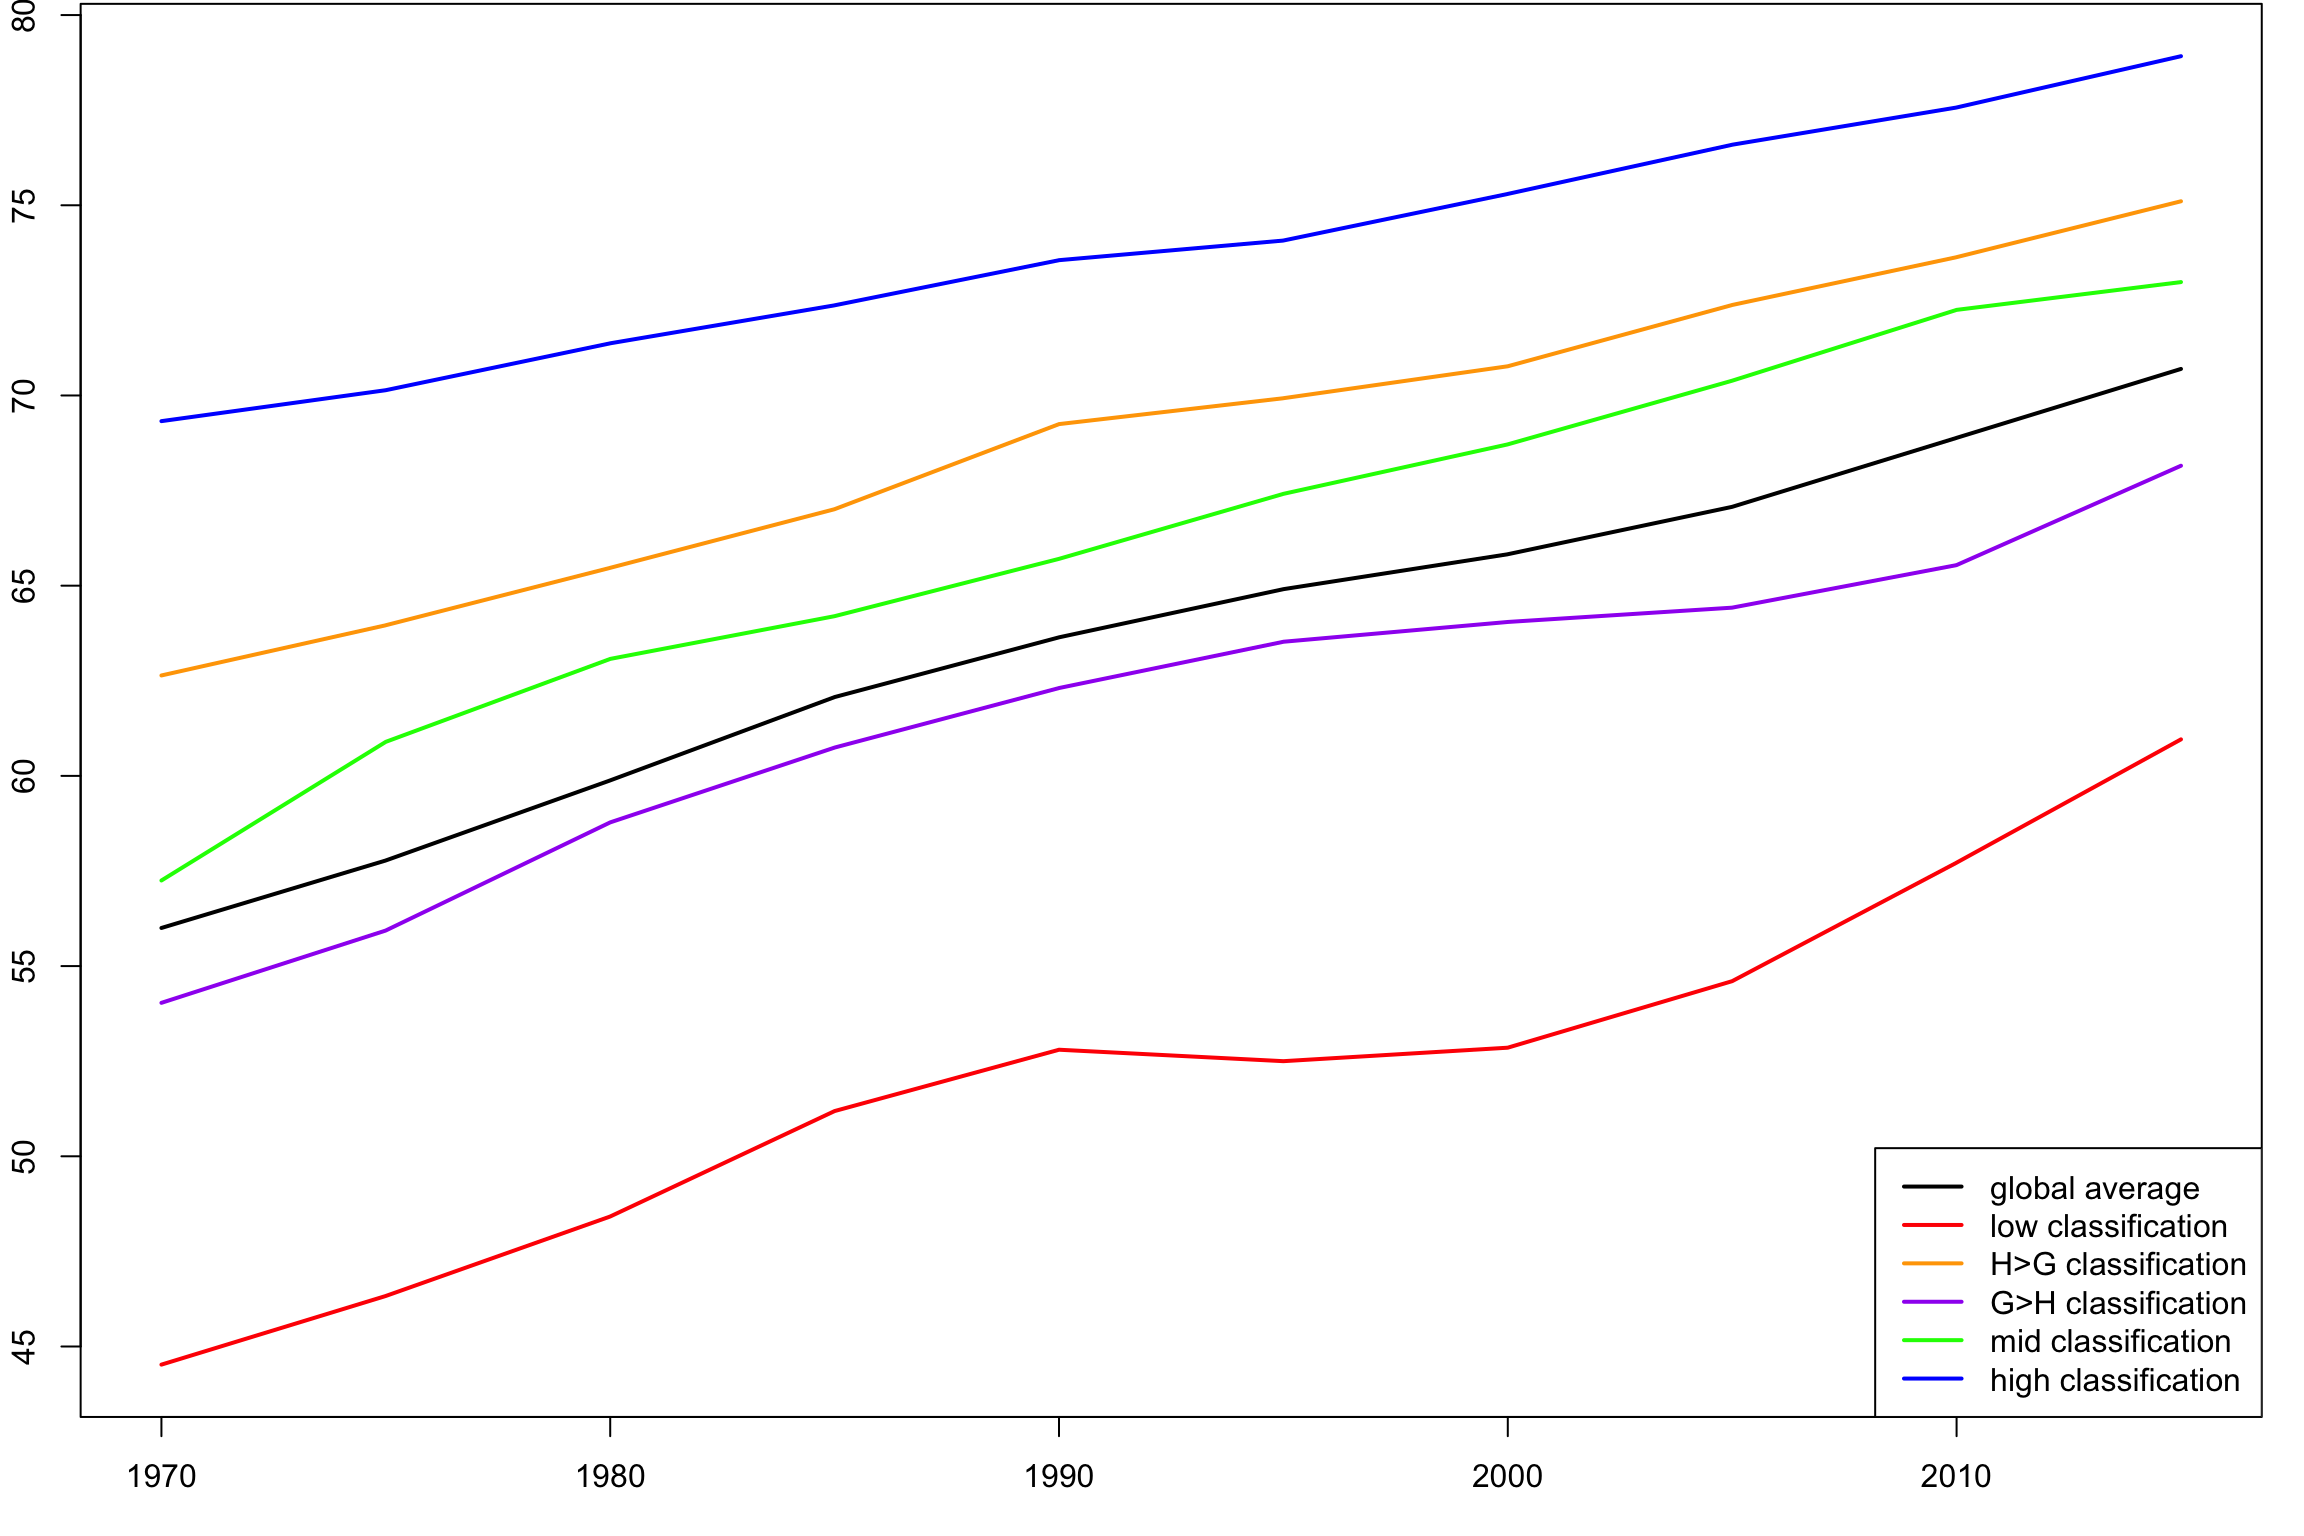 80
75
70
65
60
55
50
45
1970
1980
1990
2000
2010
global average
low classification
H>G classification
G>H classification
mid classification
high classification